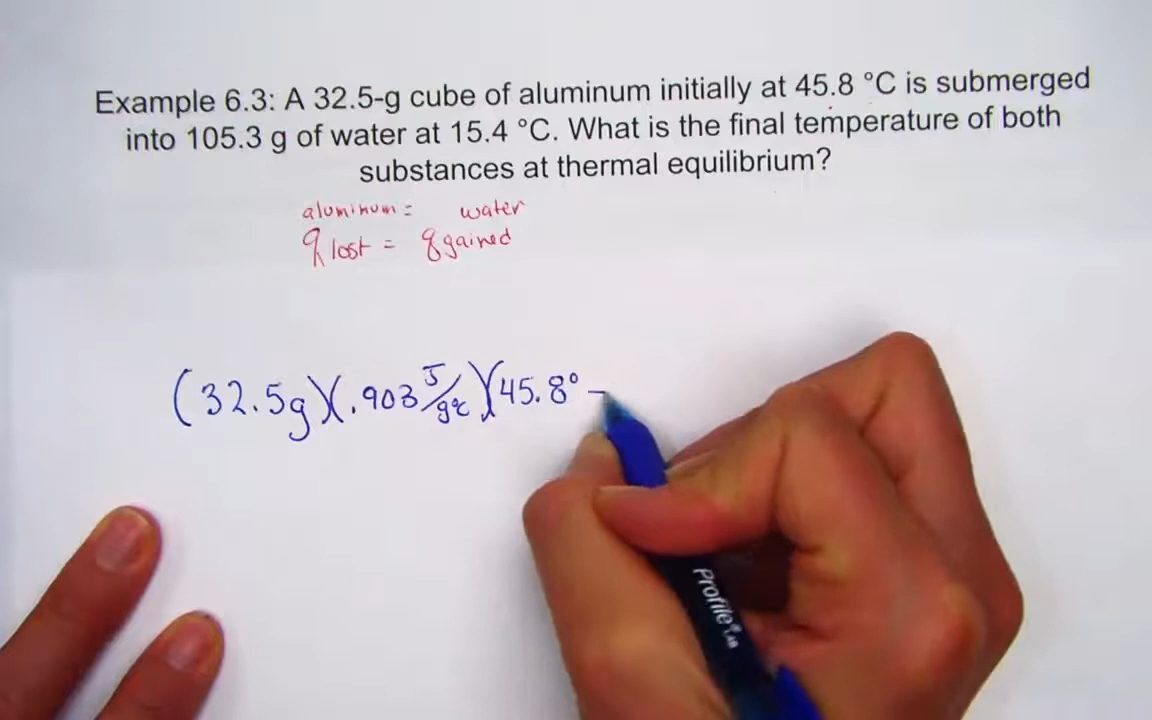 Example 6.3: A 32.5-g cube of aluminum initially at 45.8 °C is submerged
into 105.3 g of water at 15.4 °C. What is the final temperature of both
substances at thermal equilibrium?
aluminum = water
q lost = q gained
(32.5g)(.903 J/g°C)(45.8° −
Profile® LAB